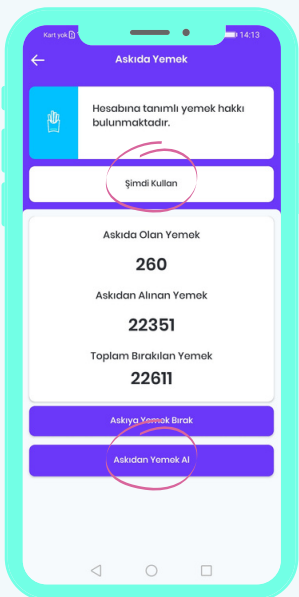 Kart yok
14:13
Askıda Yemek
Hesabına tanımlı yemek hakkı
bulunmaktadır.
Şimdi Kullan
Askıda Olan Yemek
260
Askıdan Alınan Yemek
22351
Toplam Bırakılan Yemek
22611
Askıya Yemek Bırak
Askıdan Yemek Al